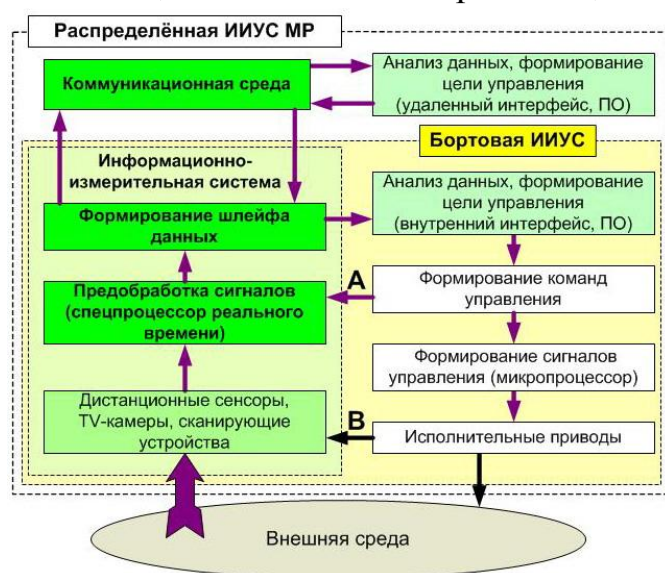 Распределённая ИИУС МР
Коммуникационная среда
Анализ данных, формирование
цели управления
(удаленный интерфейс, ПО)
Бортовая ИИУС
Информационно-
измерительная система
Формирование шлейфа
данных
Анализ данных, формирование
цели управления
(внутренний интерфейс, ПО)
Предобработка сигналов
(спецпроцессор реального
времени)
A
Формирование команд
управления
Формирование сигналов
управления (микропроцессор)
Дистанционные сенсоры,
TV-камеры, сканирующие
устройства
B
Исполнительные приводы
Внешняя среда